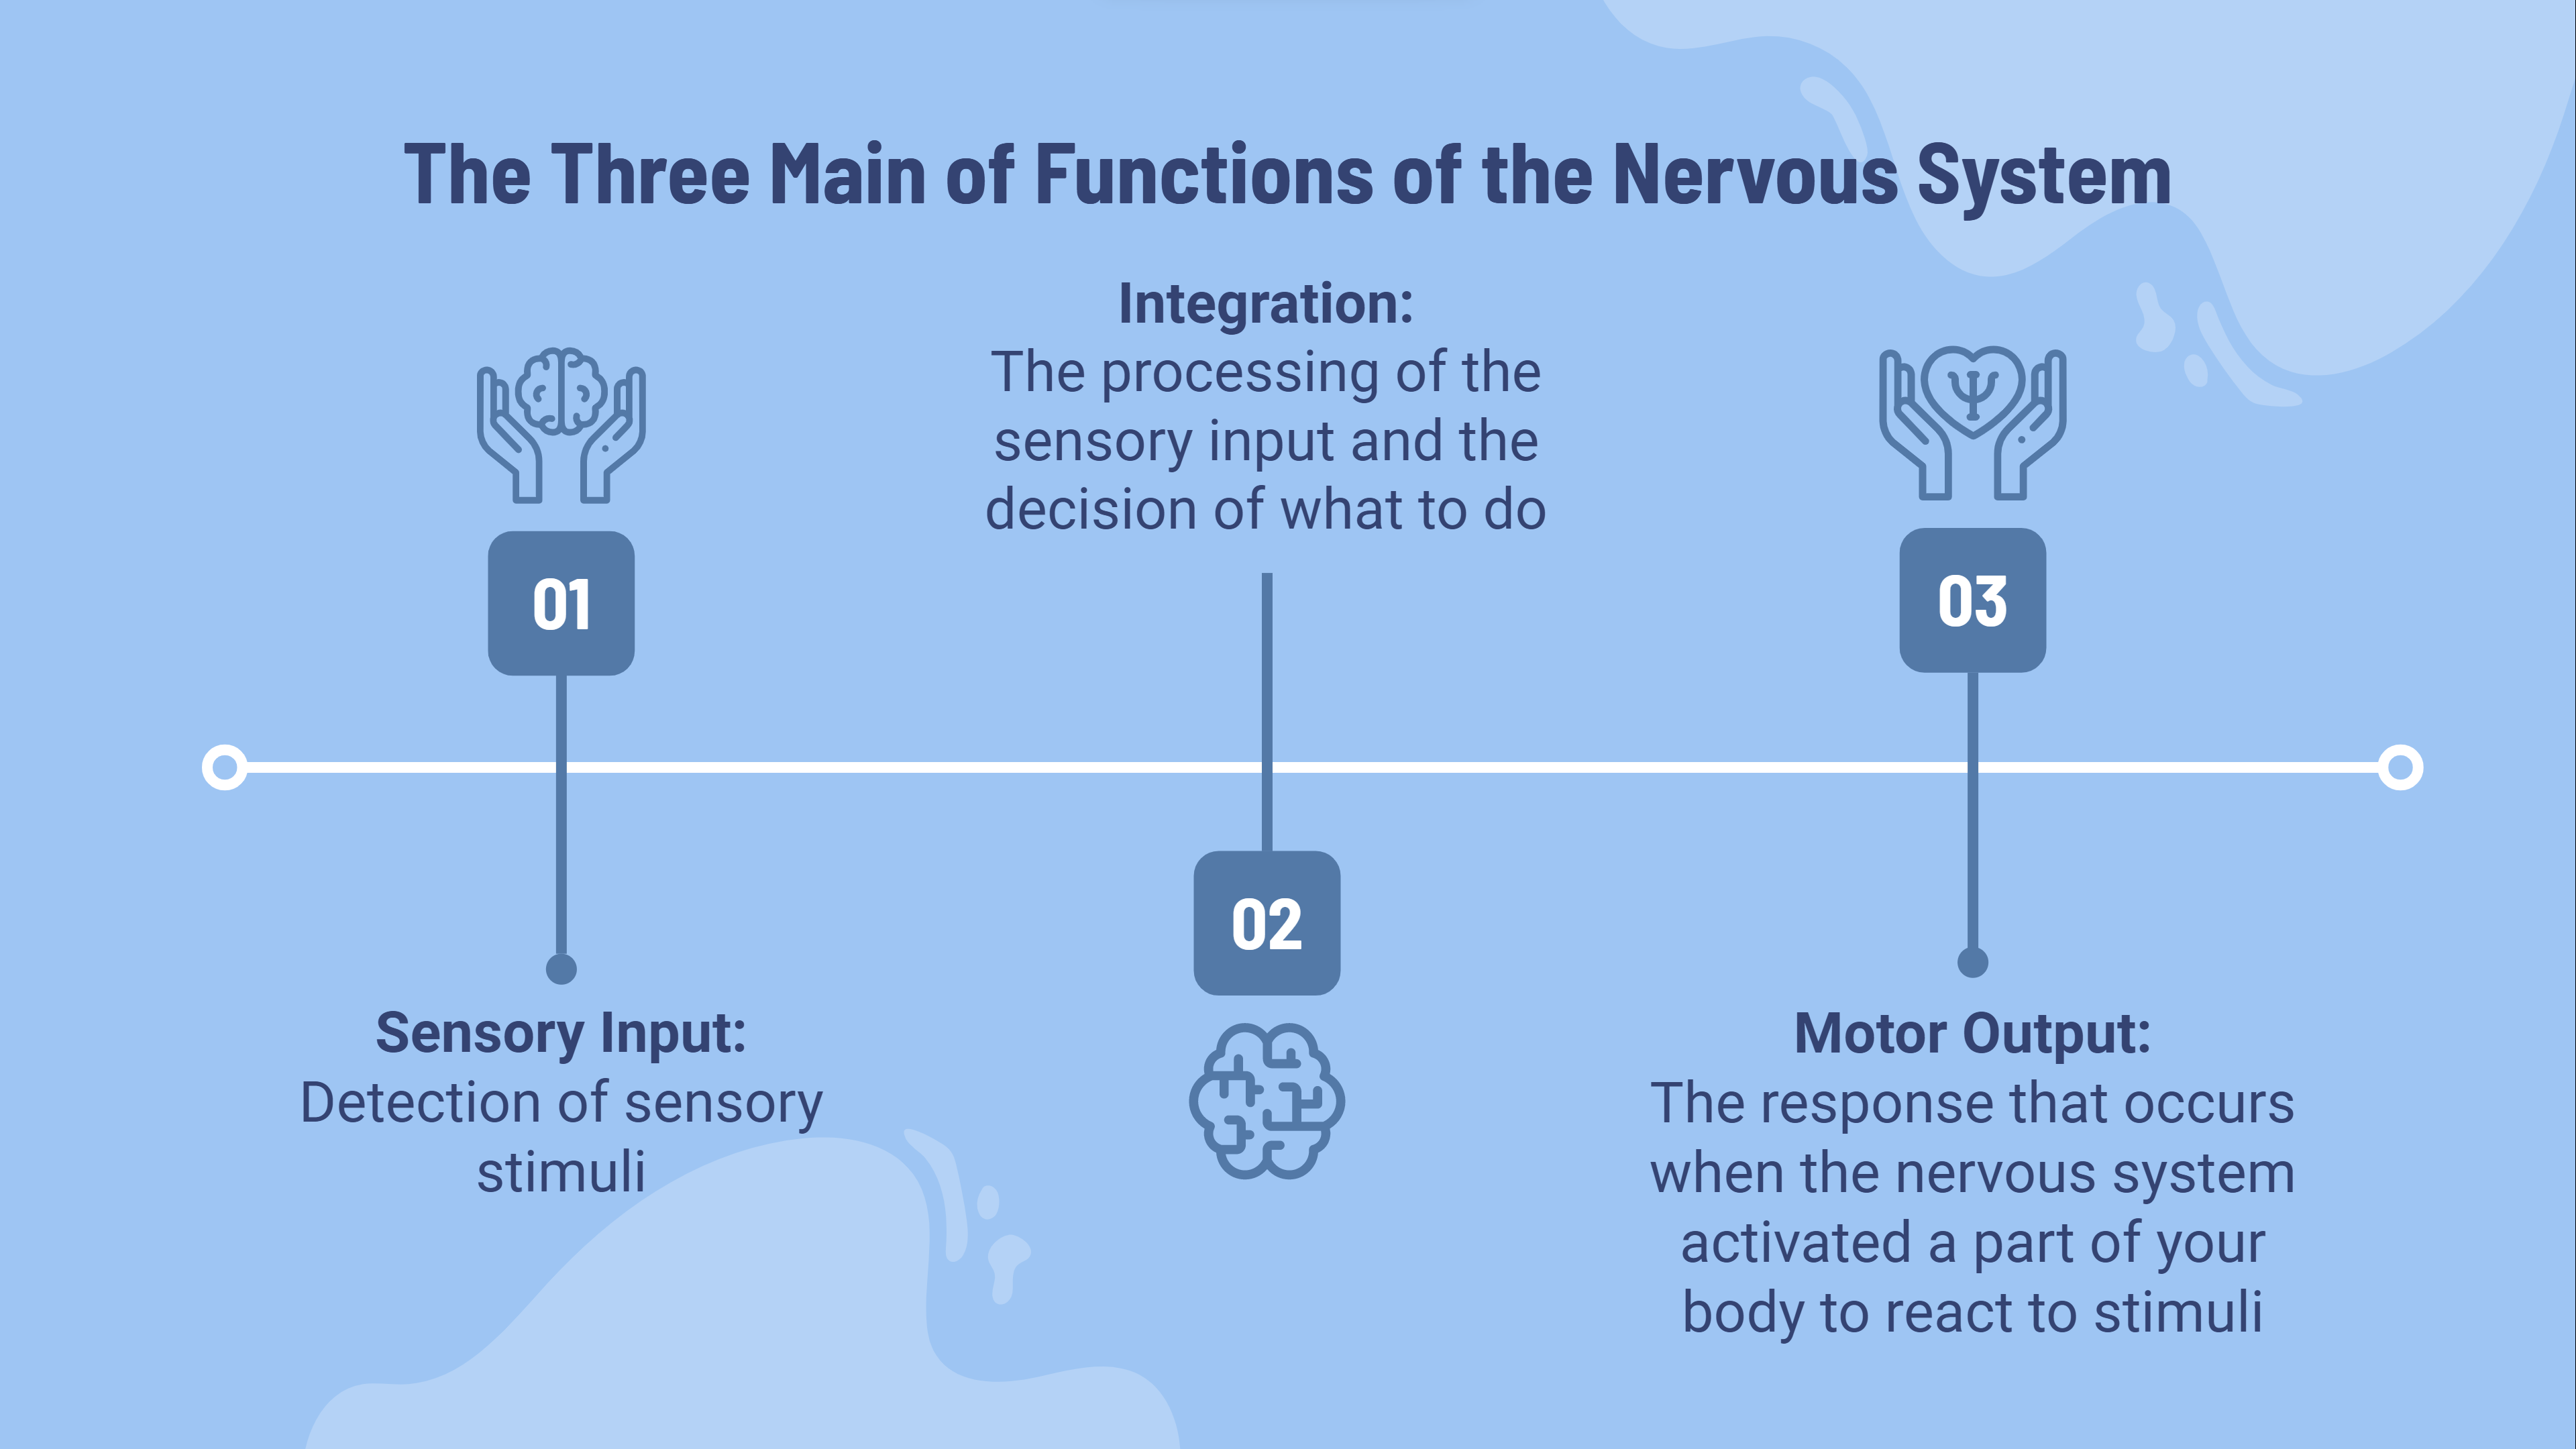 The Three Main of Functions of the Nervous System
01
Sensory Input:
Detection of sensory
stimuli
Integration:
The processing of the
sensory input and the
decision of what to do
02
03
Motor Output:
The response that occurs
when the nervous system
activated a part of your
body to react to stimuli